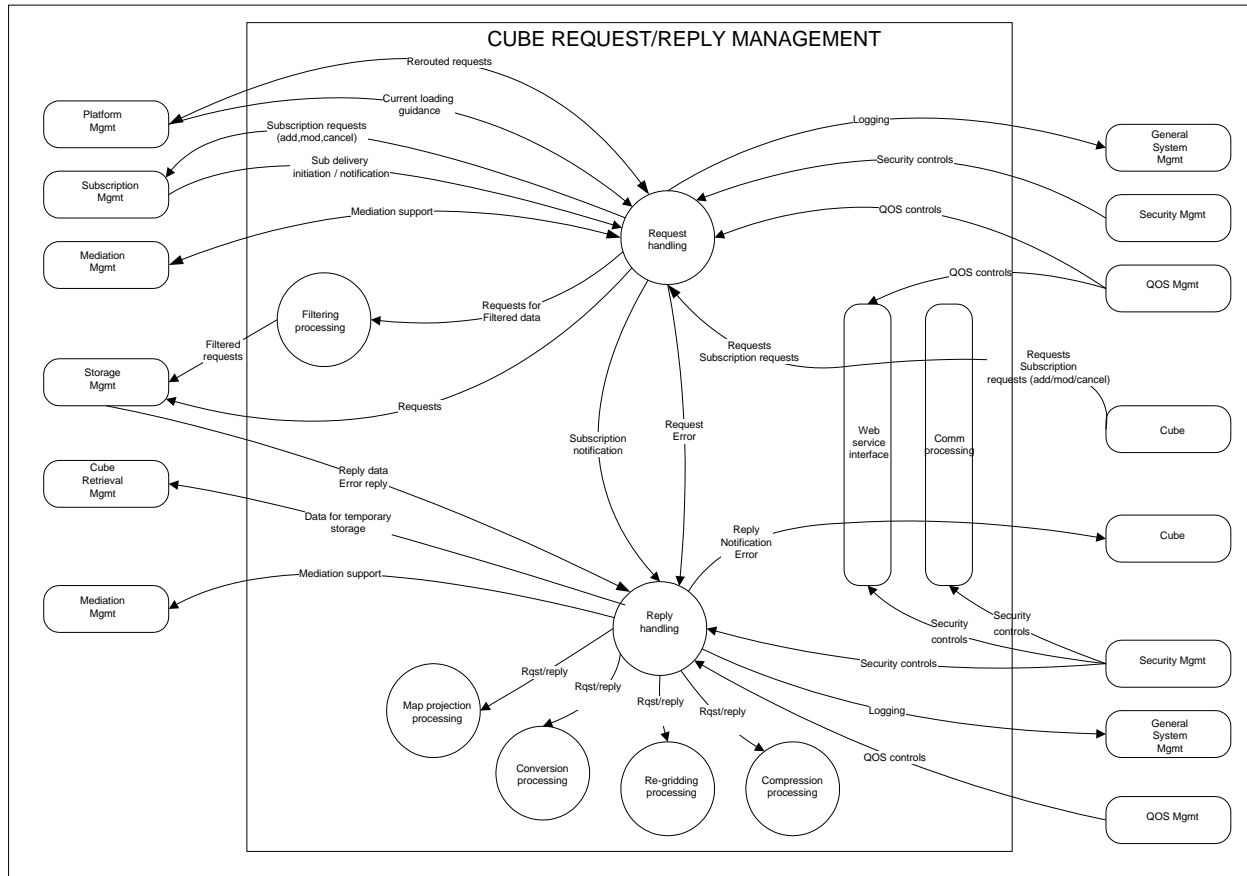 CUBE REQUEST/REPLY MANAGEMENT
Rerouted requests
Platform
Mgmt
Current loading
guidance
Subscription requests
(add,mod,cancel)
Logging
General
System
Mgmt
Sub delivery
initiation / notification
Security controls
Subscription
Mgmt
Mediation support
QOS controls
Security Mgmt
Request
handling
Mediation
Mgmt
QOS controls
QOS Mgmt
Requests for
Filtered data
Filtering
processing
Filtered
requests
Requests
Subscription requests
Requests
Subscription
requests (add/mod/cancel)
Storage
Mgmt
Requests
Request
Error
Web
service
interface
Comm
processing
Cube
Subscription
notification
Cube
Retrieval
Mgmt
Reply data
Error reply
Data for temporary
storage
Reply
Notification
Error
Cube
Mediation support
Mediation
Mgmt
Reply
handling
Security
controls
Security
controls
Security controls
Security Mgmt
Rqst/reply
Rqst/reply
Rqst/reply
Rqst/reply
Map projection
processing
Logging
General
System
Mgmt
QOS controls
Conversion
processing
Re-gridding
processing
Compression
processing
QOS Mgmt